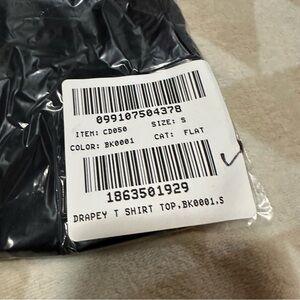 099107504378
ITEM: CD050 SIZE: S
COLOR: BK0001 CAT: FLAT
1863501929
DRAPEY T SHIRT TOP,BK0001,S